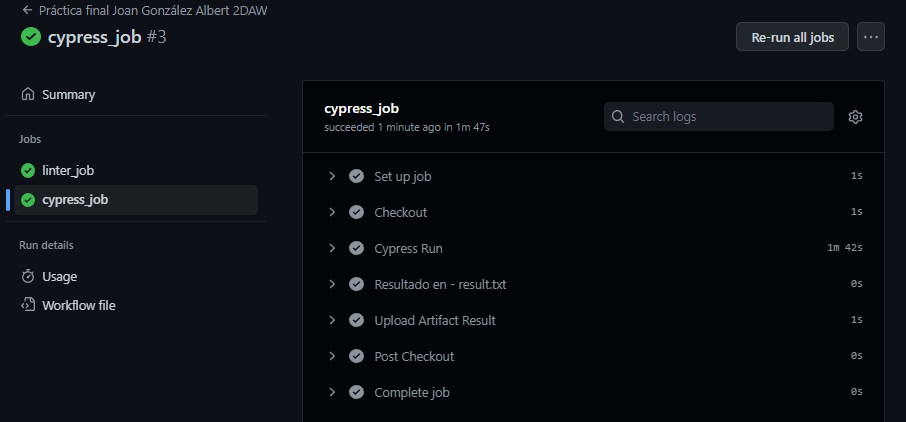 Práctica final Joan González Albert 2DAW
cypress_job #3
Re-run all jobs
Summary
Jobs
linter_job
cypress_job
Run details
Usage
Workflow file
cypress_job
succeeded 1 minute ago in 1m 47s
Search logs
Set up job 1s
Checkout 1s
Cypress Run 1m 42s
Resultado en - result.txt 0s
Upload Artifact Result 1s
Post Checkout 0s
Complete job 0s